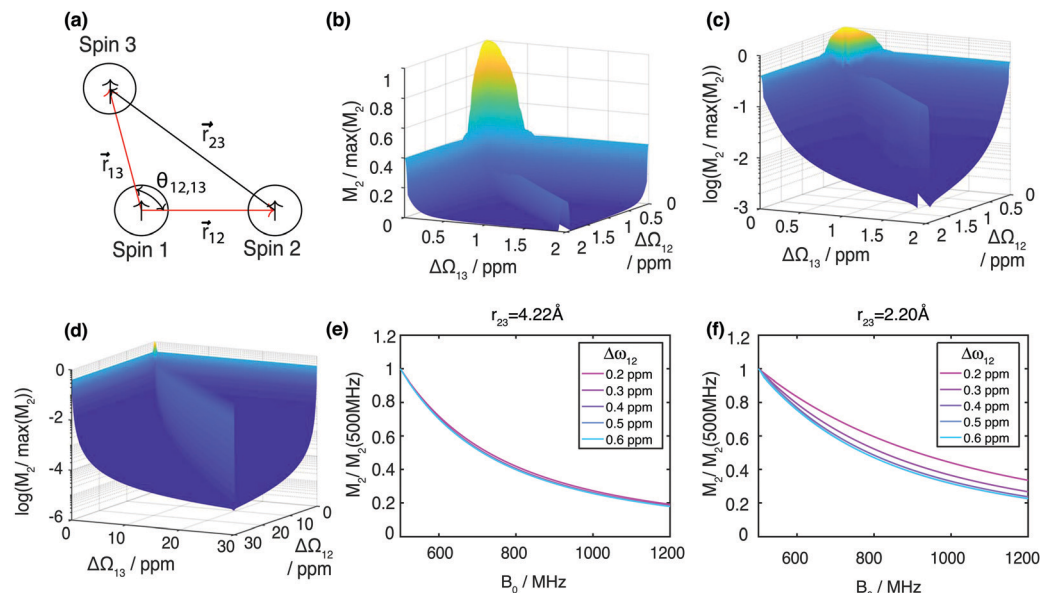 (a)
Spin 3
r⃗23
r⃗13
θ12,13
r⃗12
Spin 1
Spin 2
(b)
M2 / max(M2)
1
0.8
0.6
0.4
0.2
0
0.5
1
1.5
2
ΔΩ13 / ppm
2
1.5
1
0.5
0
ΔΩ12
/ ppm
(c)
log(M2 / max(M2))
0
-1
-2
-3
0.5
1
1.5
2
ΔΩ13 / ppm
2
1.5
1
0.5
0
ΔΩ12
/ ppm
(d)
log(M2/ max(M2))
0
-2
-4
-6
0
10
20
30
ΔΩ13 / ppm
30
20
10
0
ΔΩ12
/ ppm
(e)
r23=4.22Å
M2/ M2(500MHz)
1.2
1
0.8
0.6
0.4
0.2
0
Δω12
0.2 ppm
0.3 ppm
0.4 ppm
0.5 ppm
0.6 ppm
600 800 1000 1200
B0 / MHz
(f)
r23=2.20Å
M2/ M2(500MHz)
1.2
1
0.8
0.6
0.4
0.2
0
Δω12
0.2 ppm
0.3 ppm
0.4 ppm
0.5 ppm
0.6 ppm
600 800 1000 1200
B0 / MHz